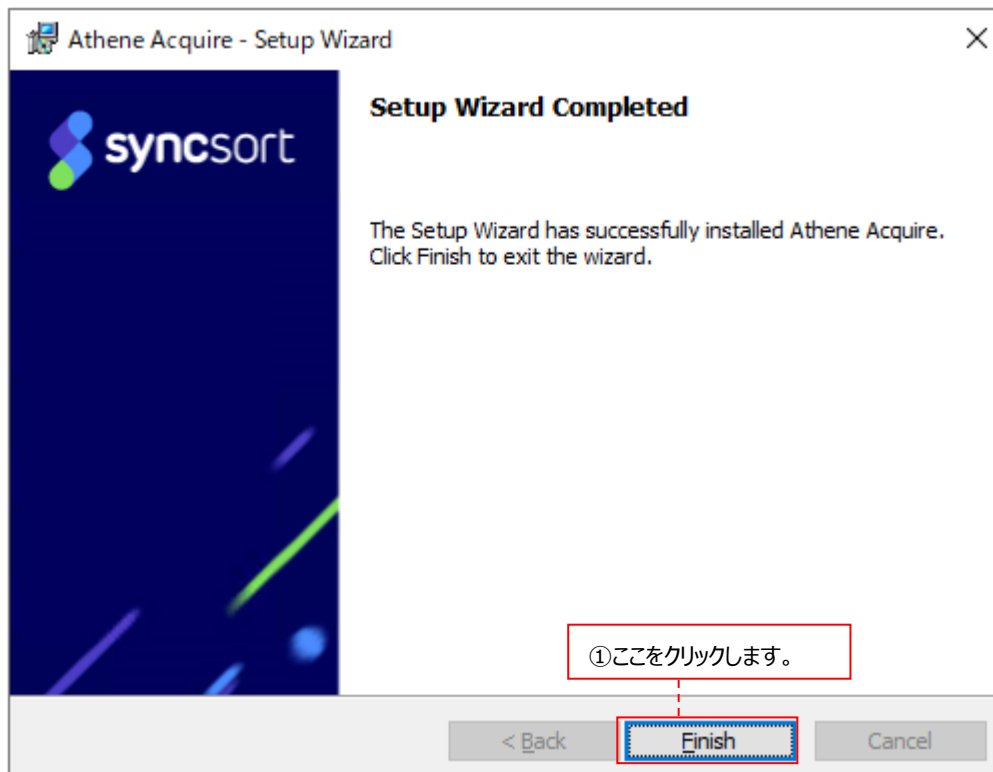 Athene Acquire - Setup Wizard
syncsort
Setup Wizard Completed
The Setup Wizard has successfully installed Athene Acquire.
Click Finish to exit the wizard.
①ここをクリックします。
< Back
Finish
Cancel